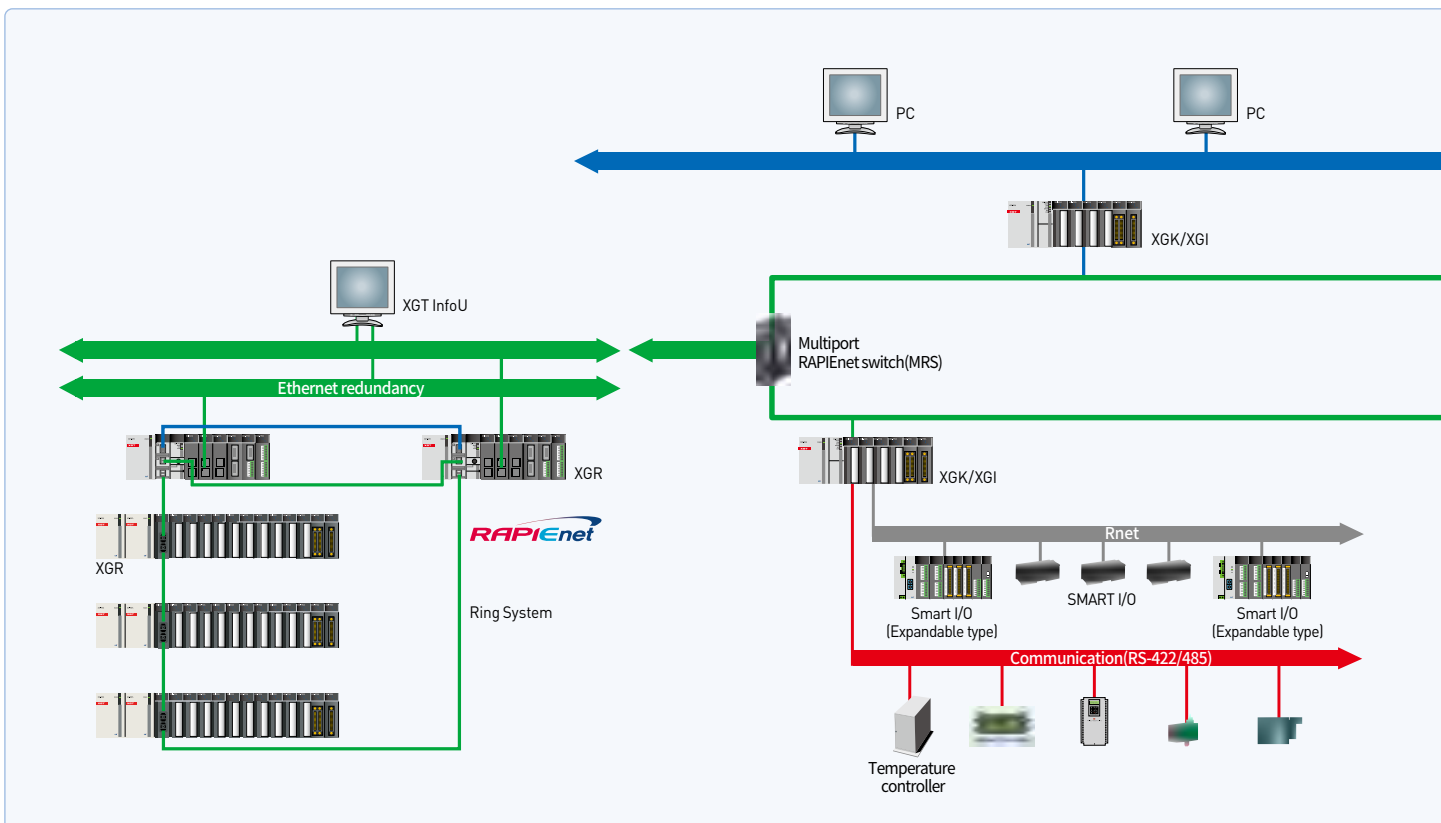 PC
PC
XGK/XGI
XGT InfoU
Multiport
RAPIEnet switch(MRS)
Ethernet redundancy
XGR
XGK/XGI
RAPIEnet
Rnet
XGR
SMART I/O
Ring System
Smart I/O
(Expandable type)
Smart I/O
(Expandable type)
Communication(RS-422/485)
Temperature
controller